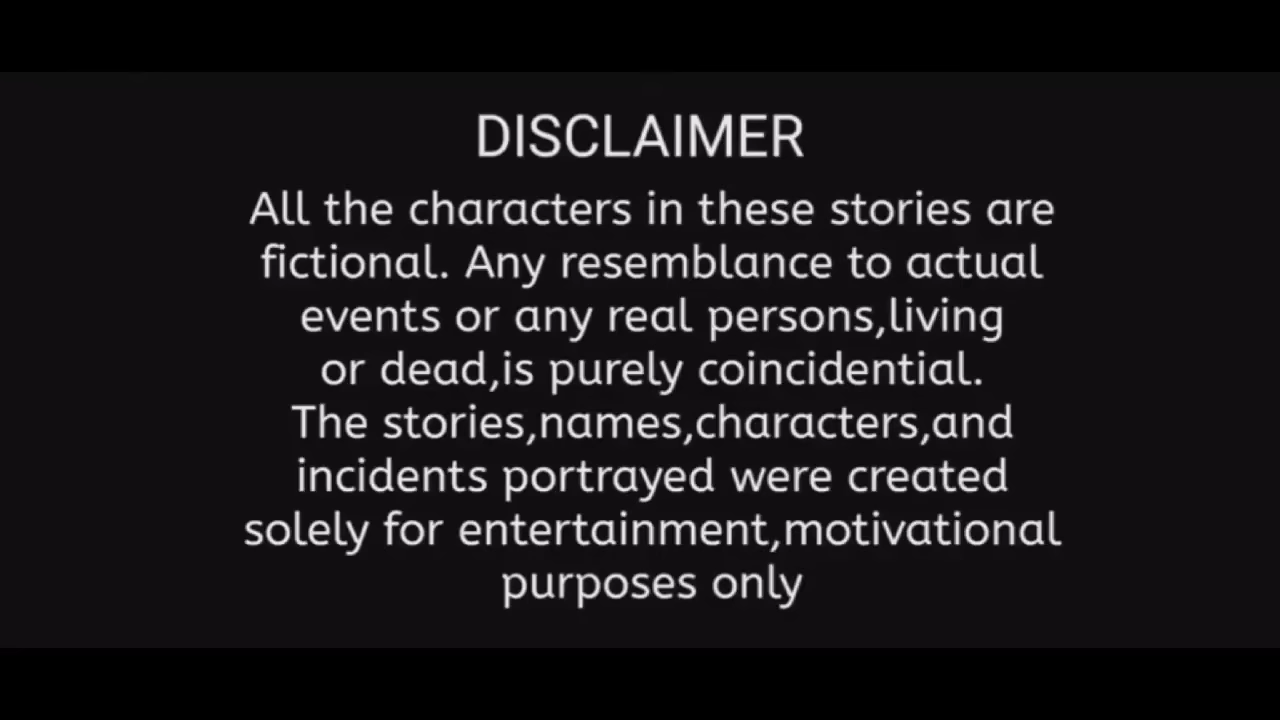 DISCLAIMER
All the characters in these stories are
fictional. Any resemblance to actual
events or any real persons,living
or dead,is purely coincidential.
The stories,names,characters,and
incidents portrayed were created
solely for entertainment,motivational
purposes only